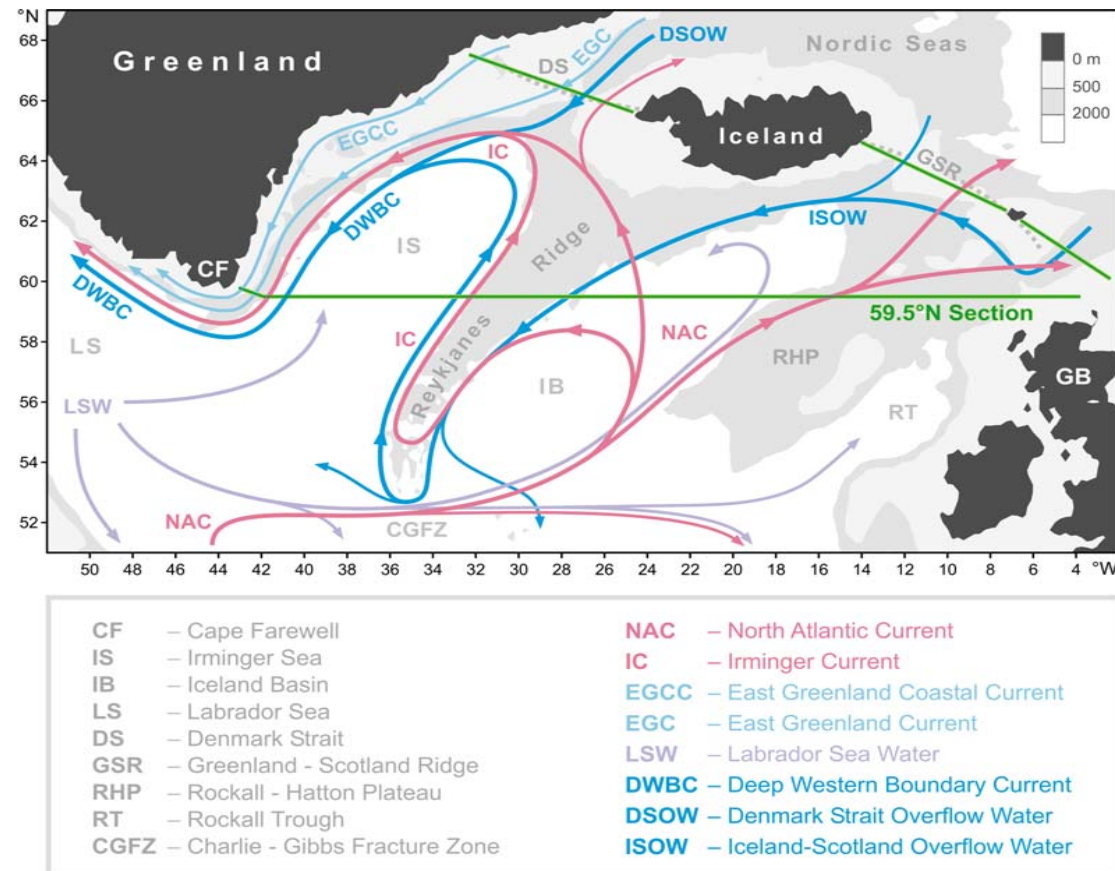 °N
68
66
64
62
60
58
56
54
52
Greenland
DSOW
EGC
DS
Nordic Seas
0 m
500
2000
EGCC
Iceland
IC
GSR
DWBC
IS
ISOW
Ridge
CF
DWBC
59.5°N Section
IC
NAC
LS
Reykjanes
RHP
GB
IB
LSW
RT
NAC
CGFZ
50 48 46 44 42 40 38 36 34 32 30 28 26 24 22 20 18 16 14 12 10 8 6 4 °W
CF – Cape Farewell
IS – Irminger Sea
IB – Iceland Basin
LS – Labrador Sea
DS – Denmark Strait
GSR – Greenland - Scotland Ridge
RHP – Rockall - Hatton Plateau
RT – Rockall Trough
CGFZ – Charlie - Gibbs Fracture Zone
NAC – North Atlantic Current
IC – Irminger Current
EGCC – East Greenland Coastal Current
EGC – East Greenland Current
LSW – Labrador Sea Water
DWBC – Deep Western Boundary Current
DSOW – Denmark Strait Overflow Water
ISOW – Iceland-Scotland Overflow Water